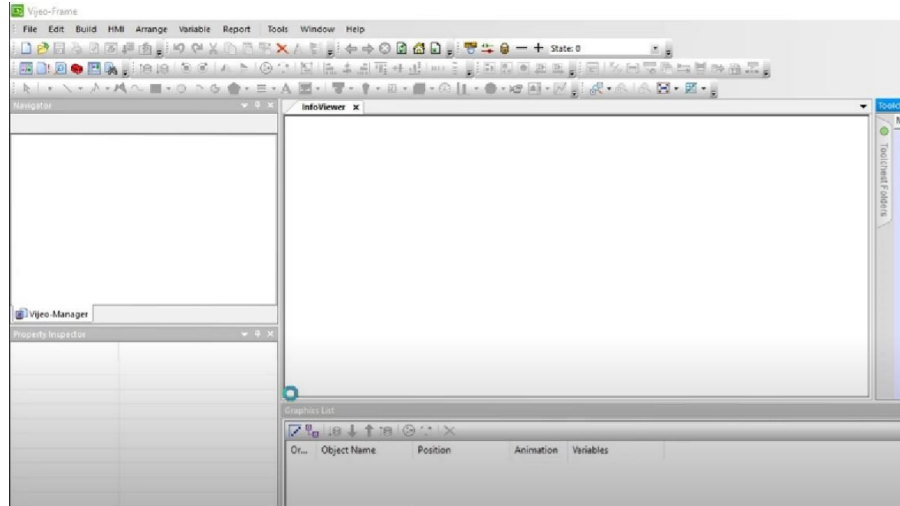 Vijeo-Frame
File Edit Build HMI Arrange Variable Report Tools Window Help
State: 0
Navigator
InfoViewer
Toolchest Folders
Vijeo-Manager
Property Inspector
Graphics List
Or... Object Name Position Animation Variables